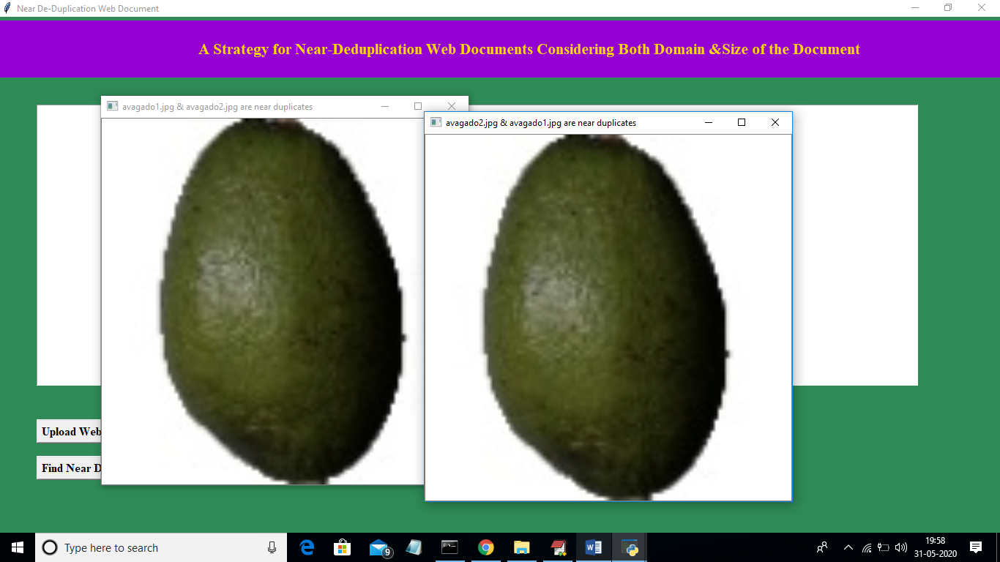 Near De-Duplication Web Document
A Strategy for Near-Deduplication Web Documents Considering Both Domain &Size of the Document
avagado1.jpg & avagado2.jpg are near duplicates
avagado2.jpg & avagado1.jpg are near duplicates
Upload Web
Find Near D
Type here to search
9
19:58
31-05-2020